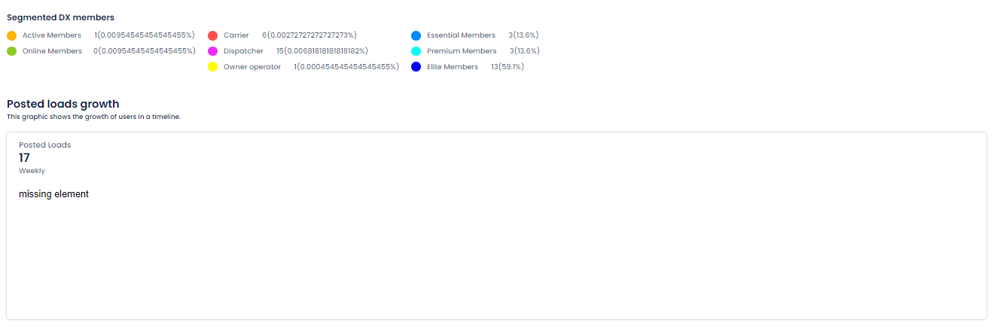 Segmented DX members
Active Members 1(0.00954545454545455%) Carrier 6(0.00272727272727273%) Essential Members 3(13.6%)
Online Members 0(0.00954545454545455%) Dispatcher 15(0.00681818181818182%) Premium Members 3(13.6%)
Owner operator 1(0.000454545454545455%) Elite Members 13(59.1%)
Posted loads growth
This graphic shows the growth of users in a timeline.
Posted Loads
17
Weekly
missing element